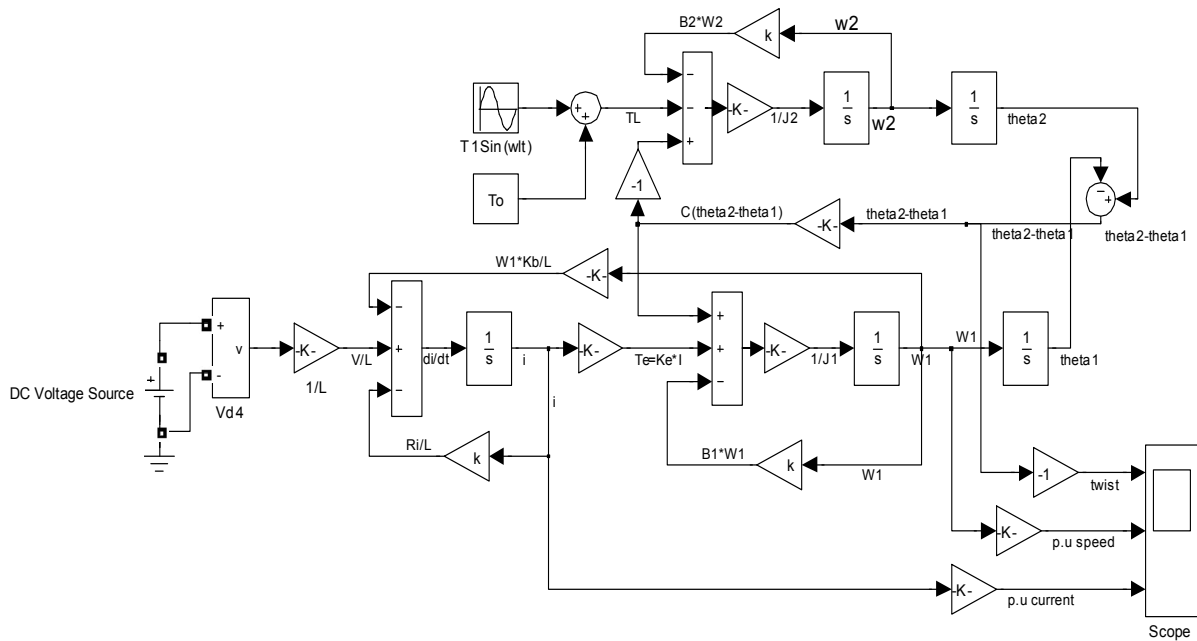 B2*W2
k
w2
-
-
+
TL
-K-
1/J2
1
s
w2
1
s
theta2
+
+
T1Sin(wlt)
To
-1
-
+
C(theta2-theta1)
-K-
theta2-theta1
theta2-theta1
theta2-theta1
W1*Kb/L
-K-
+
-
v
Vd4
DC Voltage Source
+
-K-
1/L
V/L
-
+
-
di/dt
1
s
i
i
-K-
Te=Ke*I
+
+
-
-K-
1/J1
1
s
W1
W1
1
s
theta1
Ri/L
k
B1*W1
k
W1
-1
twist
-K-
p.u speed
-K-
p.u current
Scope